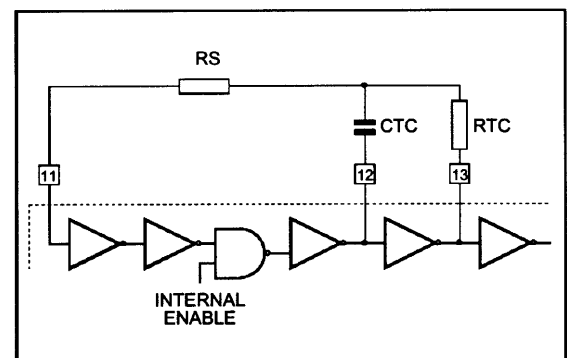 RS
CTC
RTC
11
12
13
INTERNAL
ENABLE